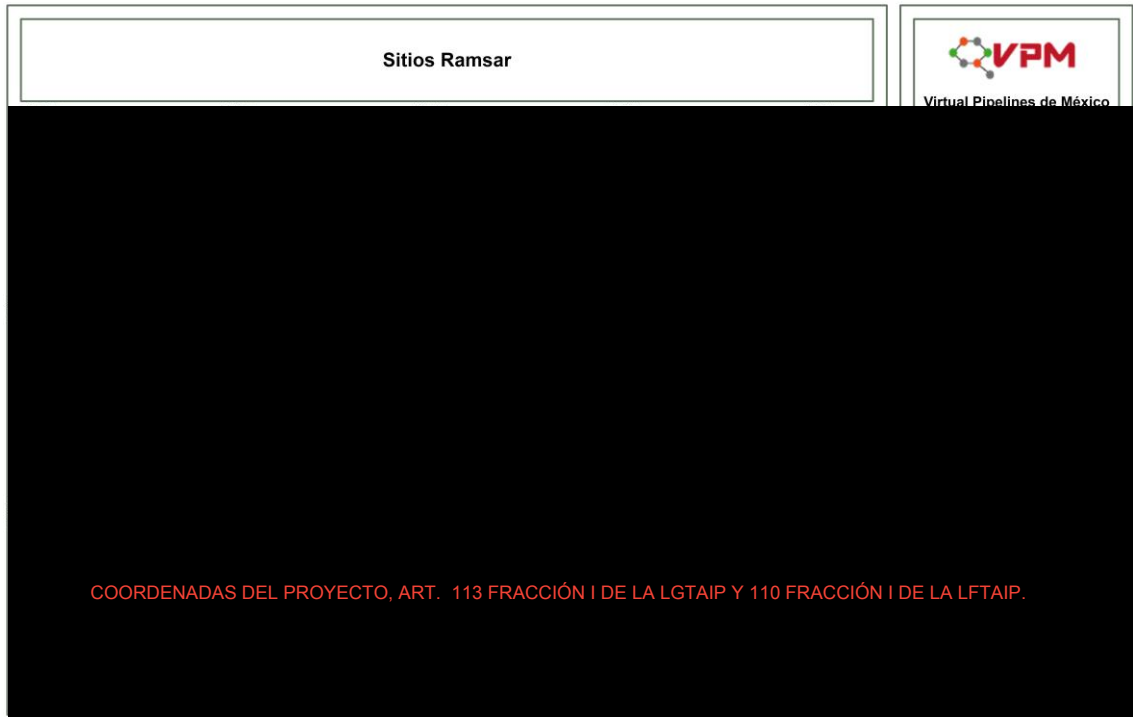 Sitios Ramsar
VPM
Virtual Pipelines de México
COORDENADAS DEL PROYECTO, ART. 113 FRACCIÓN I DE LA LGTAIP Y 110 FRACCIÓN I DE LA LFTAIP.